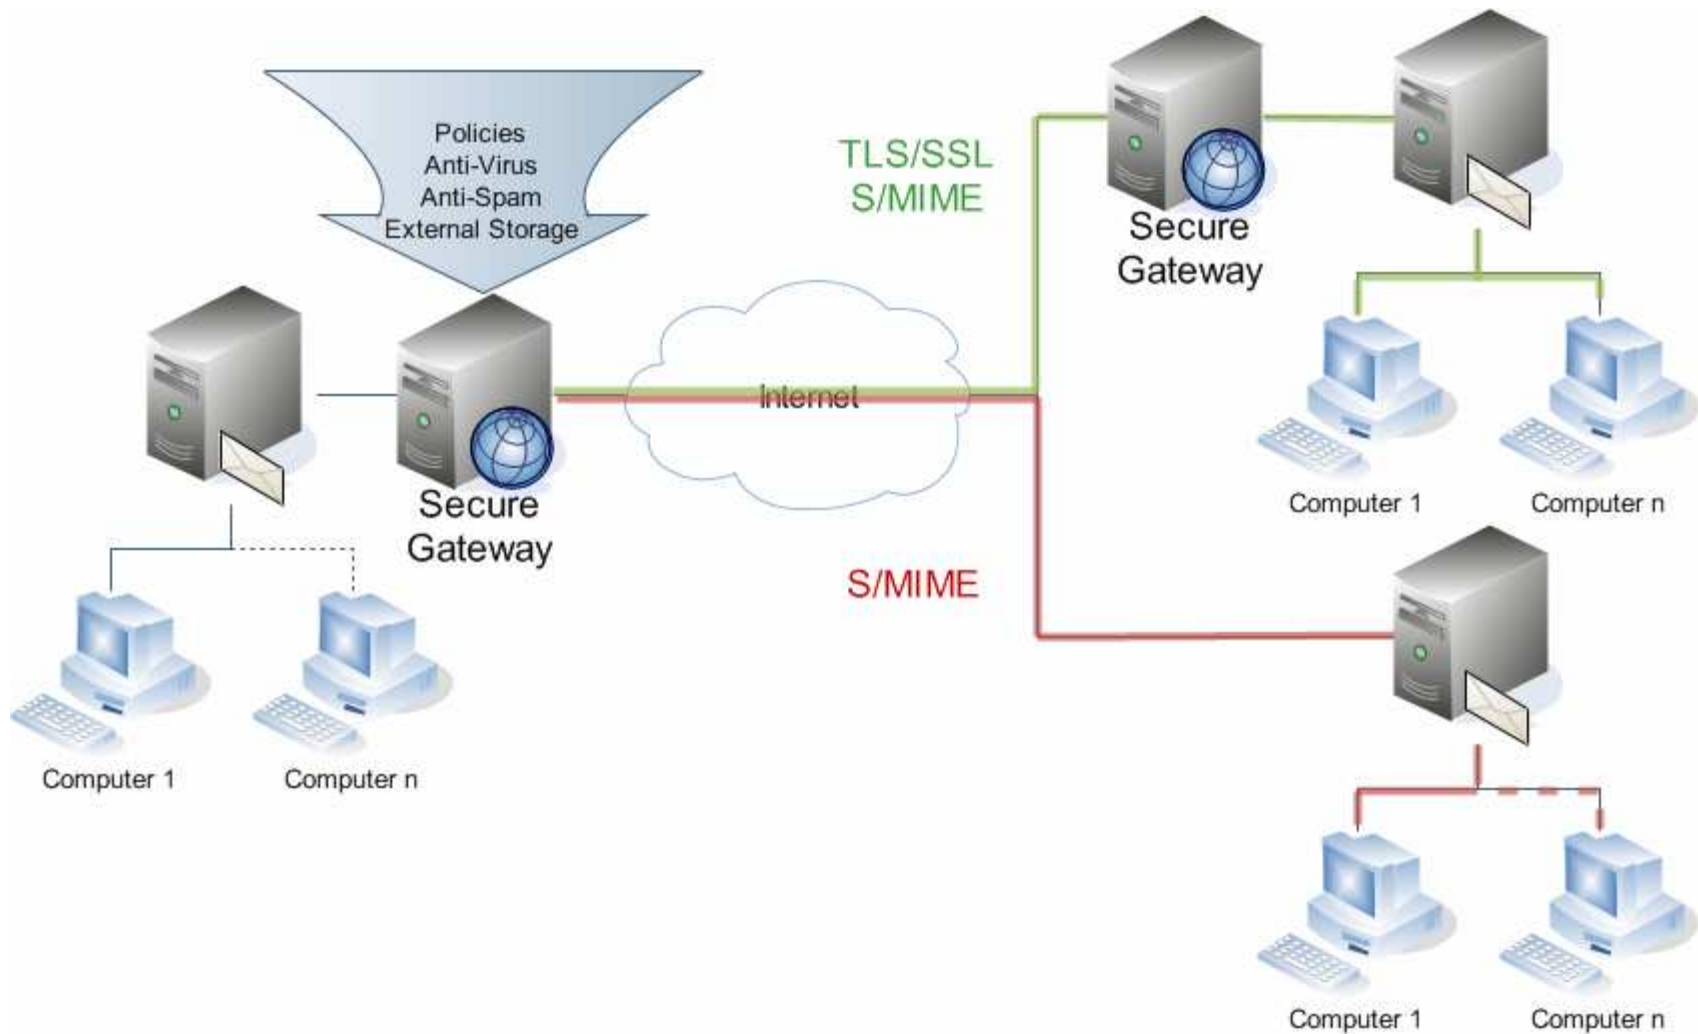 Policies
Anti-Virus
Anti-Spam
External Storage
TLS/SSL
S/MIME
Secure
Gateway
Internet
Secure
Gateway
Computer 1
Computer n
S/MIME
Computer 1
Computer n
Computer 1
Computer n